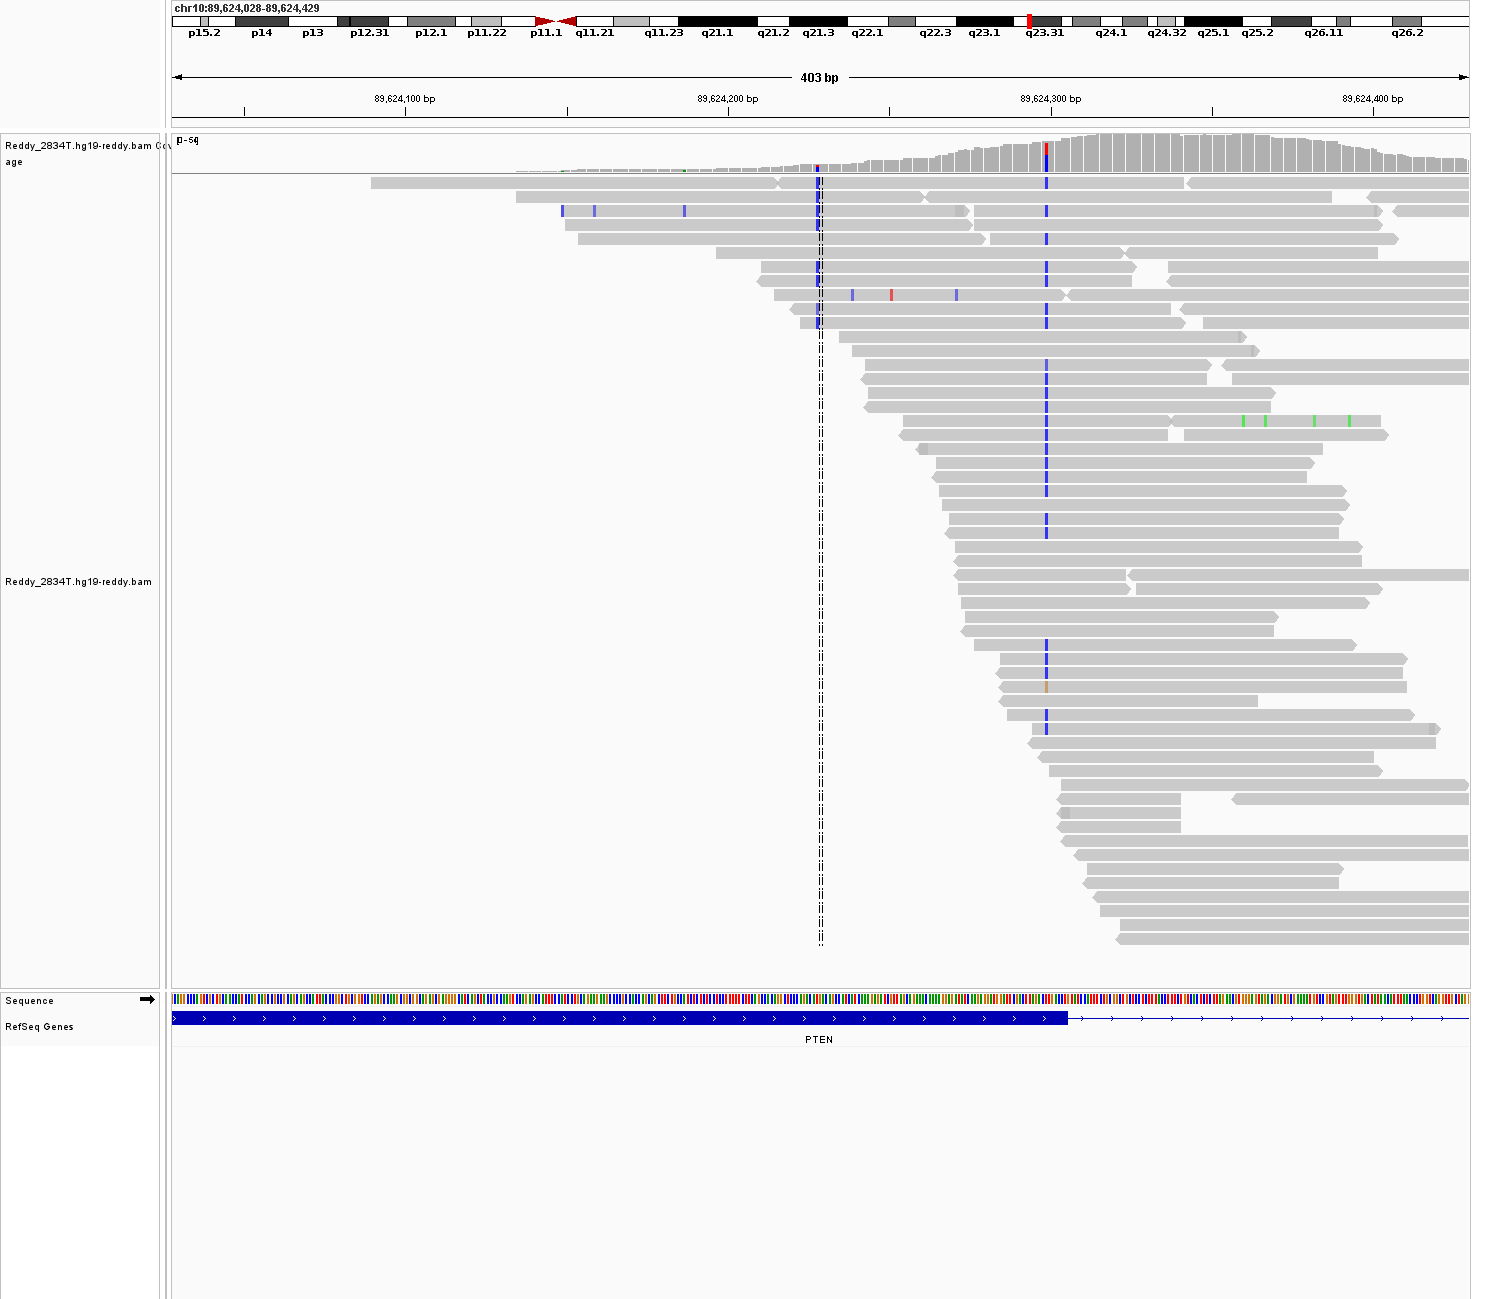 chr10:89,624,028-89,624,429
p15.2 p14 p13 p12.31 p12.1 p11.22 p11.1 q11.21 q11.23 q21.1 q21.2 q21.3 q22.1 q22.3 q23.1 q23.31 q24.1 q24.32 q25.1 q25.2 q26.11 q26.2
403 bp
89,624,100 bp 89,624,200 bp 89,624,300 bp 89,624,400 bp
Reddy_2834T.hg19-reddy.bam Cov
age
[0-54]
Reddy_2834T.hg19-reddy.bam
Sequence
RefSeq Genes
PTEN